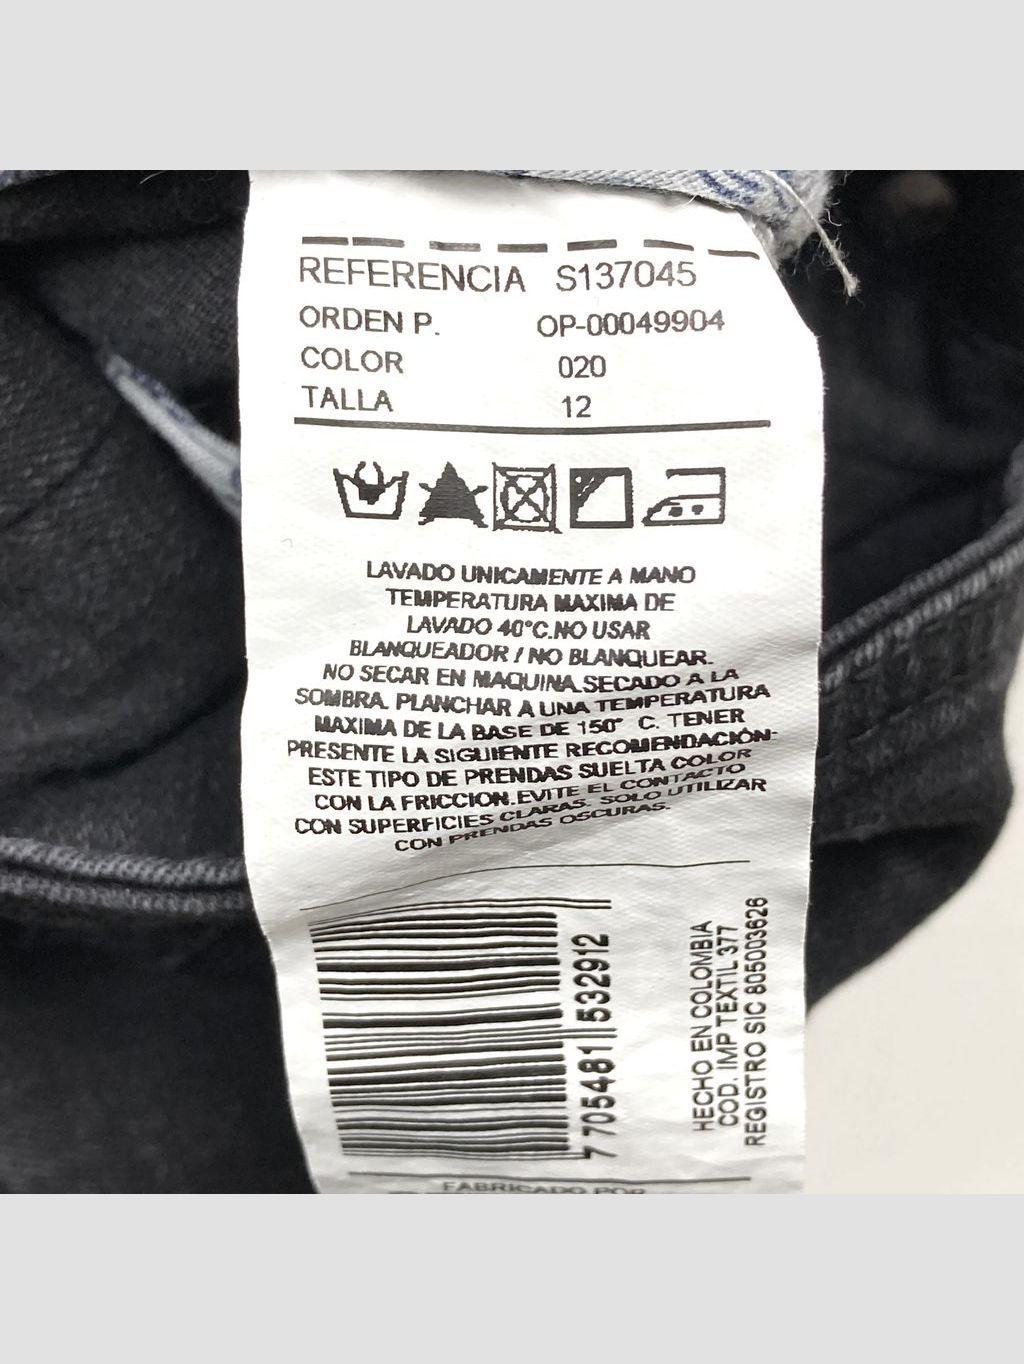 REFERENCIA S137045
ORDEN P. OP-00049904
COLOR 020
TALLA 12
LAVADO UNICAMENTE A MANO
TEMPERATURA MAXIMA DE
LAVADO 40°C.NO USAR
BLANQUEADOR / NO BLANQUEAR.
NO SECAR EN MAQUINA.SECADO A LA
SOMBRA. PLANCHAR A UNA TEMPERATURA
MAXIMA DE LA BASE DE 150° C. TENER
PRESENTE LA SIGUIENTE RECOMENDACIÓN:
ESTE TIPO DE PRENDAS SUELTA COLOR
CON LA FRICCION.EVITE EL CONTACTO
CON SUPERFICIES CLARAS. SOLO UTILIZAR
CON PRENDAS OSCURAS.
7 705481 532912
HECHO EN COLOMBIA
COD. IMP TEXTIL 377
REGISTRO SIC 805003626
FABRICADO POR